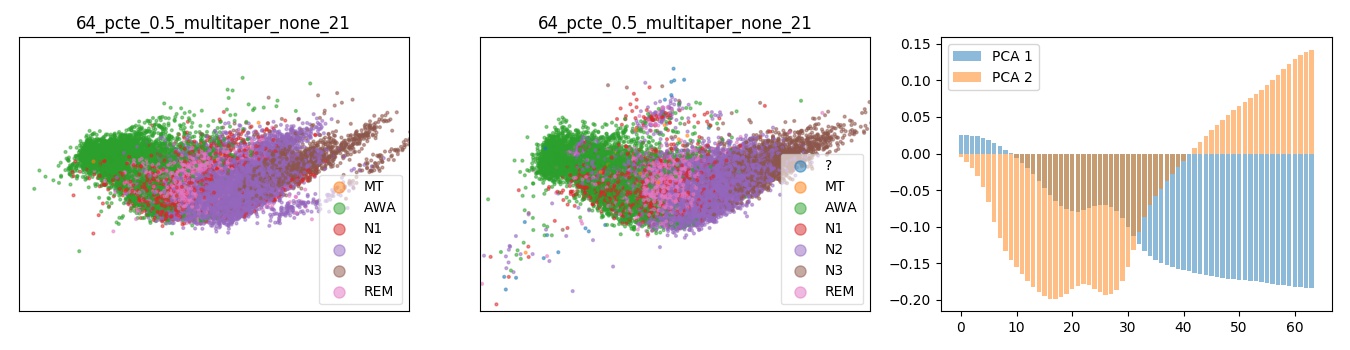 64_pcte_0.5_multitaper_none_21
MT
AWA
N1
N2
N3
REM
64_pcte_0.5_multitaper_none_21
?
MT
AWA
N1
N2
N3
REM
PCA 1
PCA 2
0.15
0.10
0.05
0.00
−0.05
−0.10
−0.15
−0.20
0 10 20 30 40 50 60